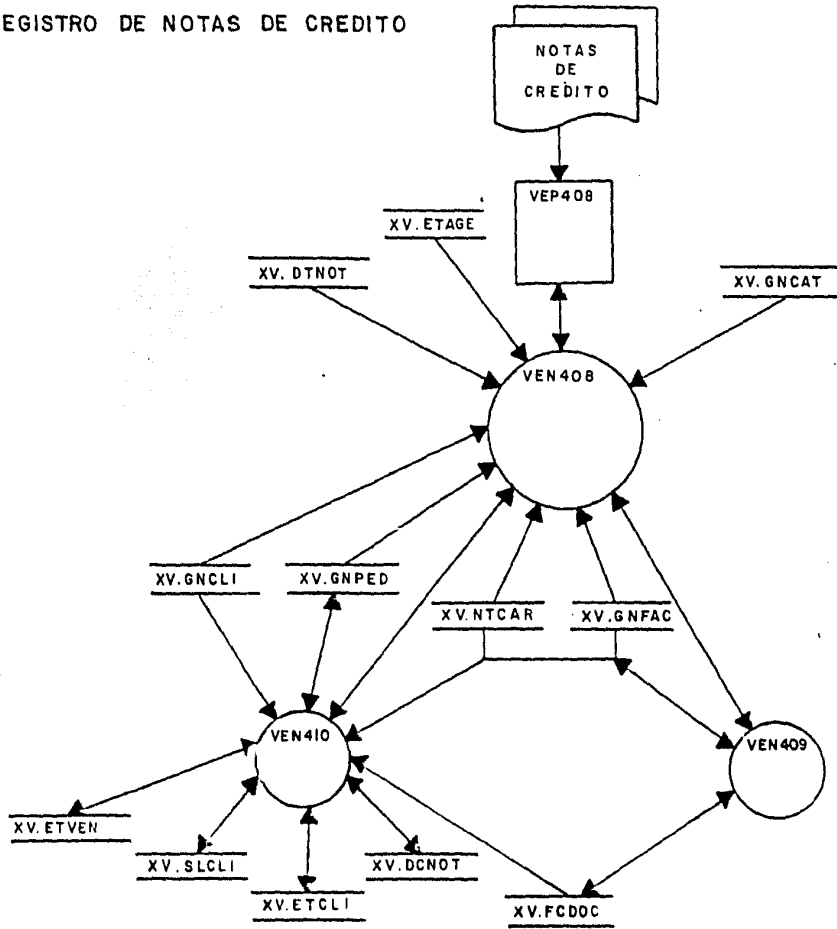 EGISTRO DE NOTAS DE CREDITO
NOTAS
DE
CREDITO
VEP408
XV.ETAGE
XV.DTNOT
XV.GNCAT
VEN408
XV.GNCLI
XV.GNPED
XV.NTCAR
XV.GNFAC
VEN410
VEN409
XV.ETVEN
XV.SLCLI
XV.DCNOT
XV.ETCLI
XV.FCDOC